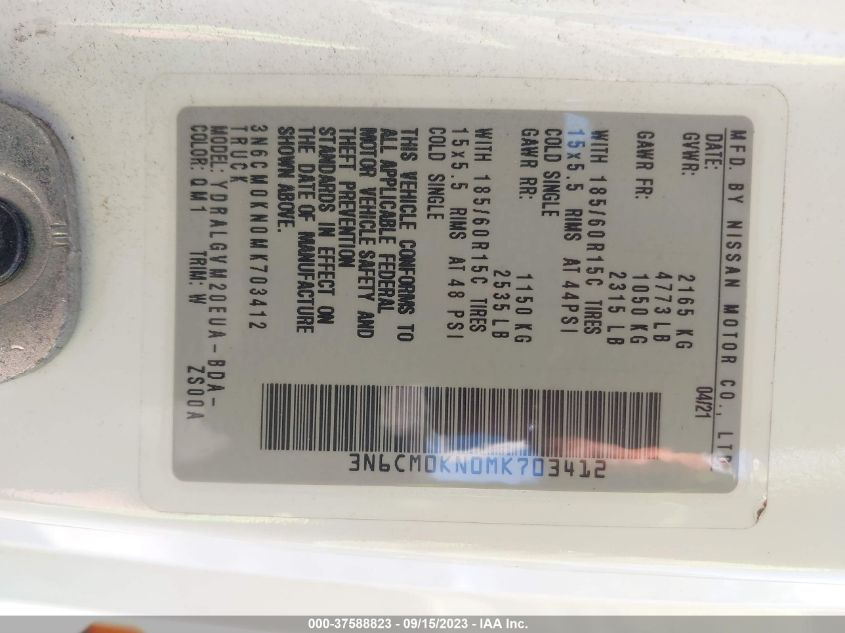 MFD. BY NISSAN MOTOR CO., LTD
DATE: 04/21
GVWR: 2165 KG
4773 LB
GAWR FR: 1050 KG
2315 LB
WITH 185/60R15C TIRES
15x5.5 RIMS AT 44PSI
COLD SINGLE
GAWR RR: 1150 KG
2535 LB
WITH 185/60R15C TIRES
15x5.5 RIMS AT 48 PSI
COLD SINGLE
THIS VEHICLE CONFORMS TO
ALL APPLICABLE FEDERAL
MOTOR VEHICLE SAFETY AND
THEFT PREVENTION
STANDARDS IN EFFECT ON
THE DATE OF MANUFACTURE
SHOWN ABOVE.
3N6CM0KN0MK703412
TRUCK
MODEL: YDRALGVM20EUA-BDA-
COLOR: QM1 TRIM: W ZS00A
3N6CM0KN0MK703412
000-37588823 - 09/15/2023 - IAA Inc.